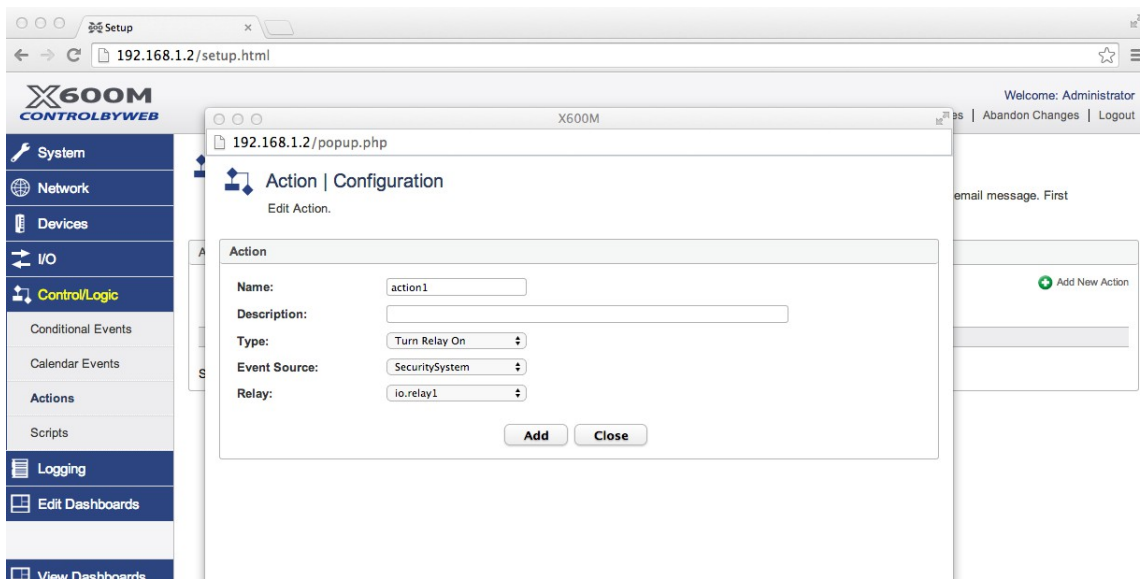 Setup
192.168.1.2/setup.html
X600M
CONTROLBYWEB
Welcome: Administrator
es | Abandon Changes | Logout
System
Network
Devices
I/O
Control/Logic
Conditional Events
Calendar Events
Actions
Scripts
Logging
Edit Dashboards
View Dashboards
X600M
192.168.1.2/popup.php
Action | Configuration
Edit Action.
Action
Name: action1
Description:
Type: Turn Relay On
Event Source: SecuritySystem
Relay: io.relay1
Add Close
email message. First
A
Add New Action
S